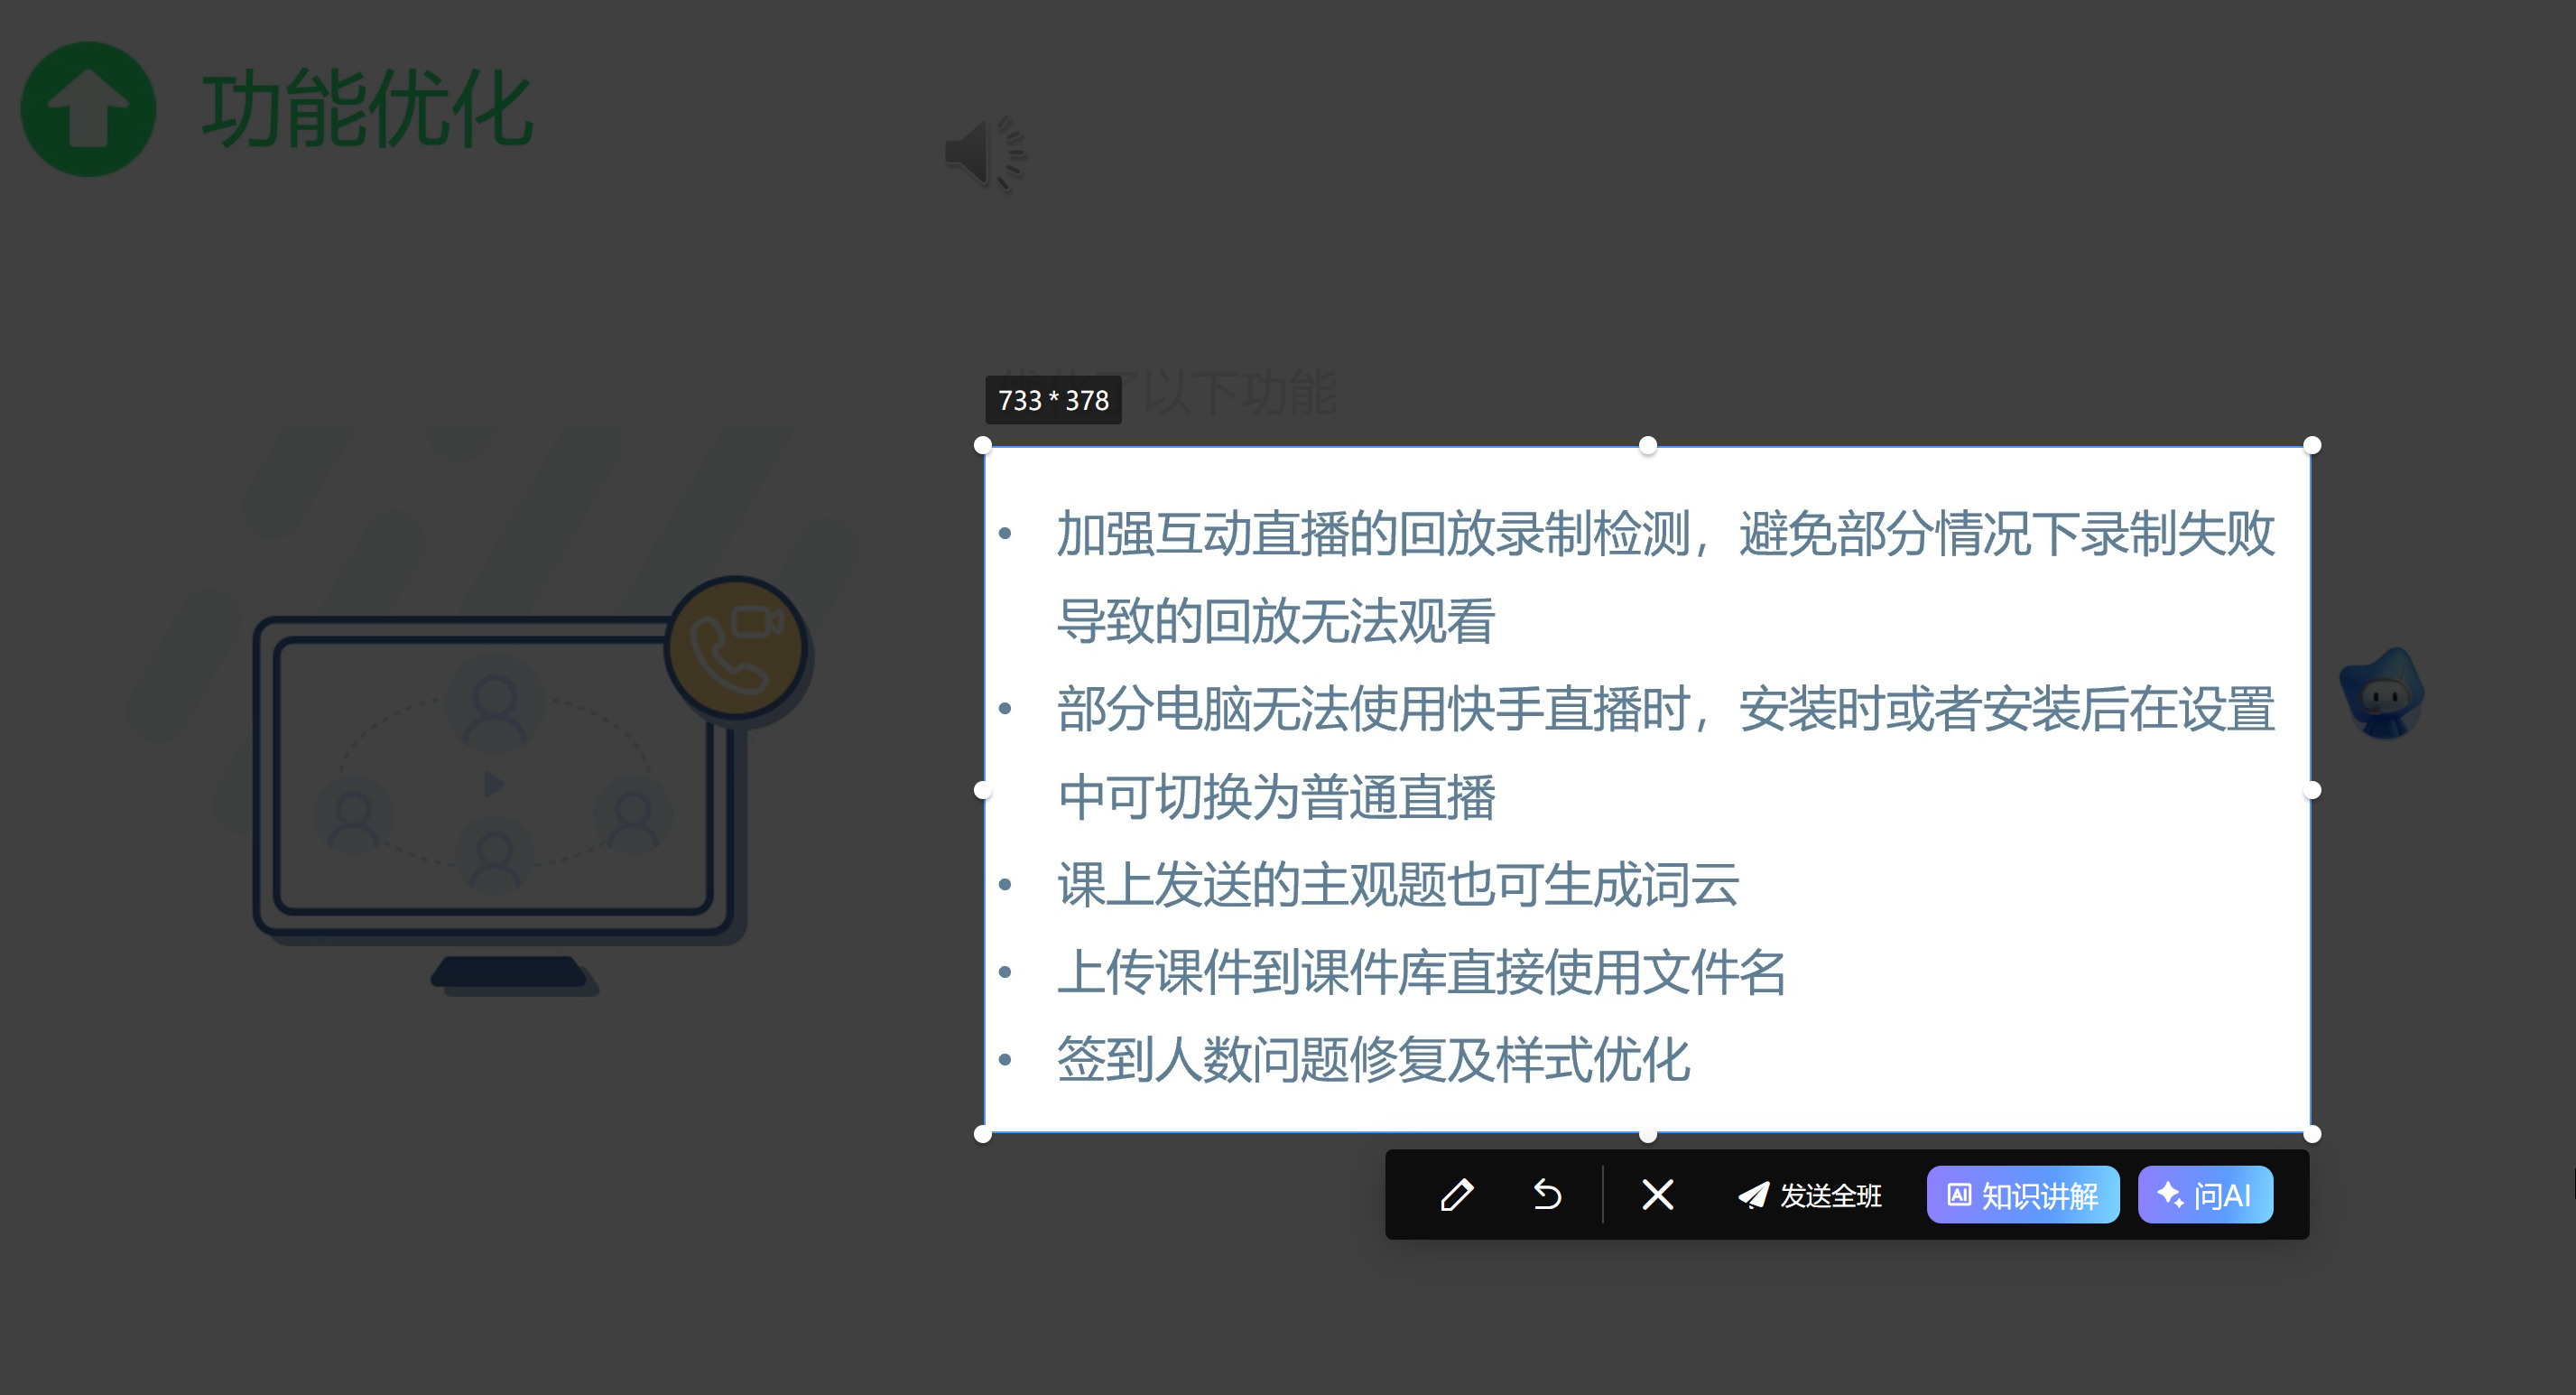 功能优化
优化了以下功能
733 * 378
加强互动直播的回放录制检测，避免部分情况下录制失败
导致的回放无法观看
部分电脑无法使用快手直播时，安装时或者安装后在设置
中可切换为普通直播
课上发送的主观题也可生成词云
上传课件到课件库直接使用文件名
签到人数问题修复及样式优化
发送全班
AI 知识讲解
问AI